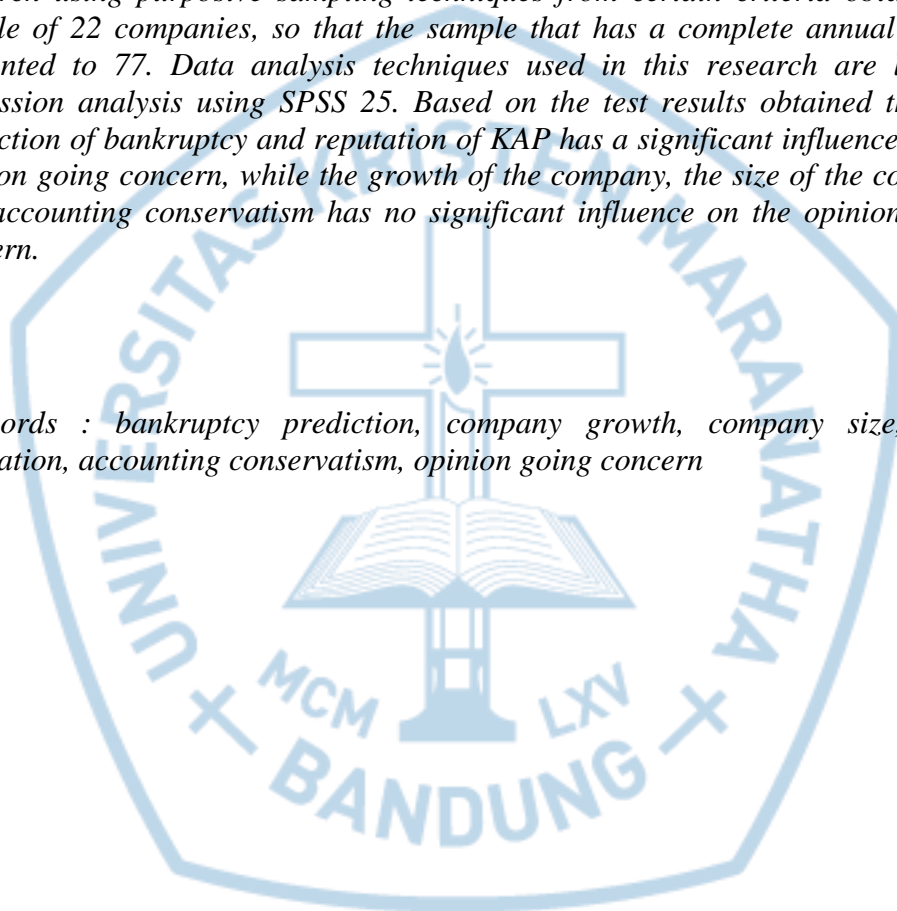 using purposive sampling techniques from certain criteria
le of 22 companies, so that the sample that has a complete annual
nted to 77. Data analysis techniques used in this research are l
ssion analysis using SPSS 25. Based on the test results obtained th
ction of bankruptcy and reputation of KAP has a significant influence
on going concern, while the growth of the company, the size of the co
accounting conservatism has no significant influence on the opinion
ern.
ords : bankruptcy prediction, company growth, company size,
ation, accounting conservatism, opinion going concern
UNIVERSITAS KRISTEN MARANATHA
MCM LXV
BANDUNG